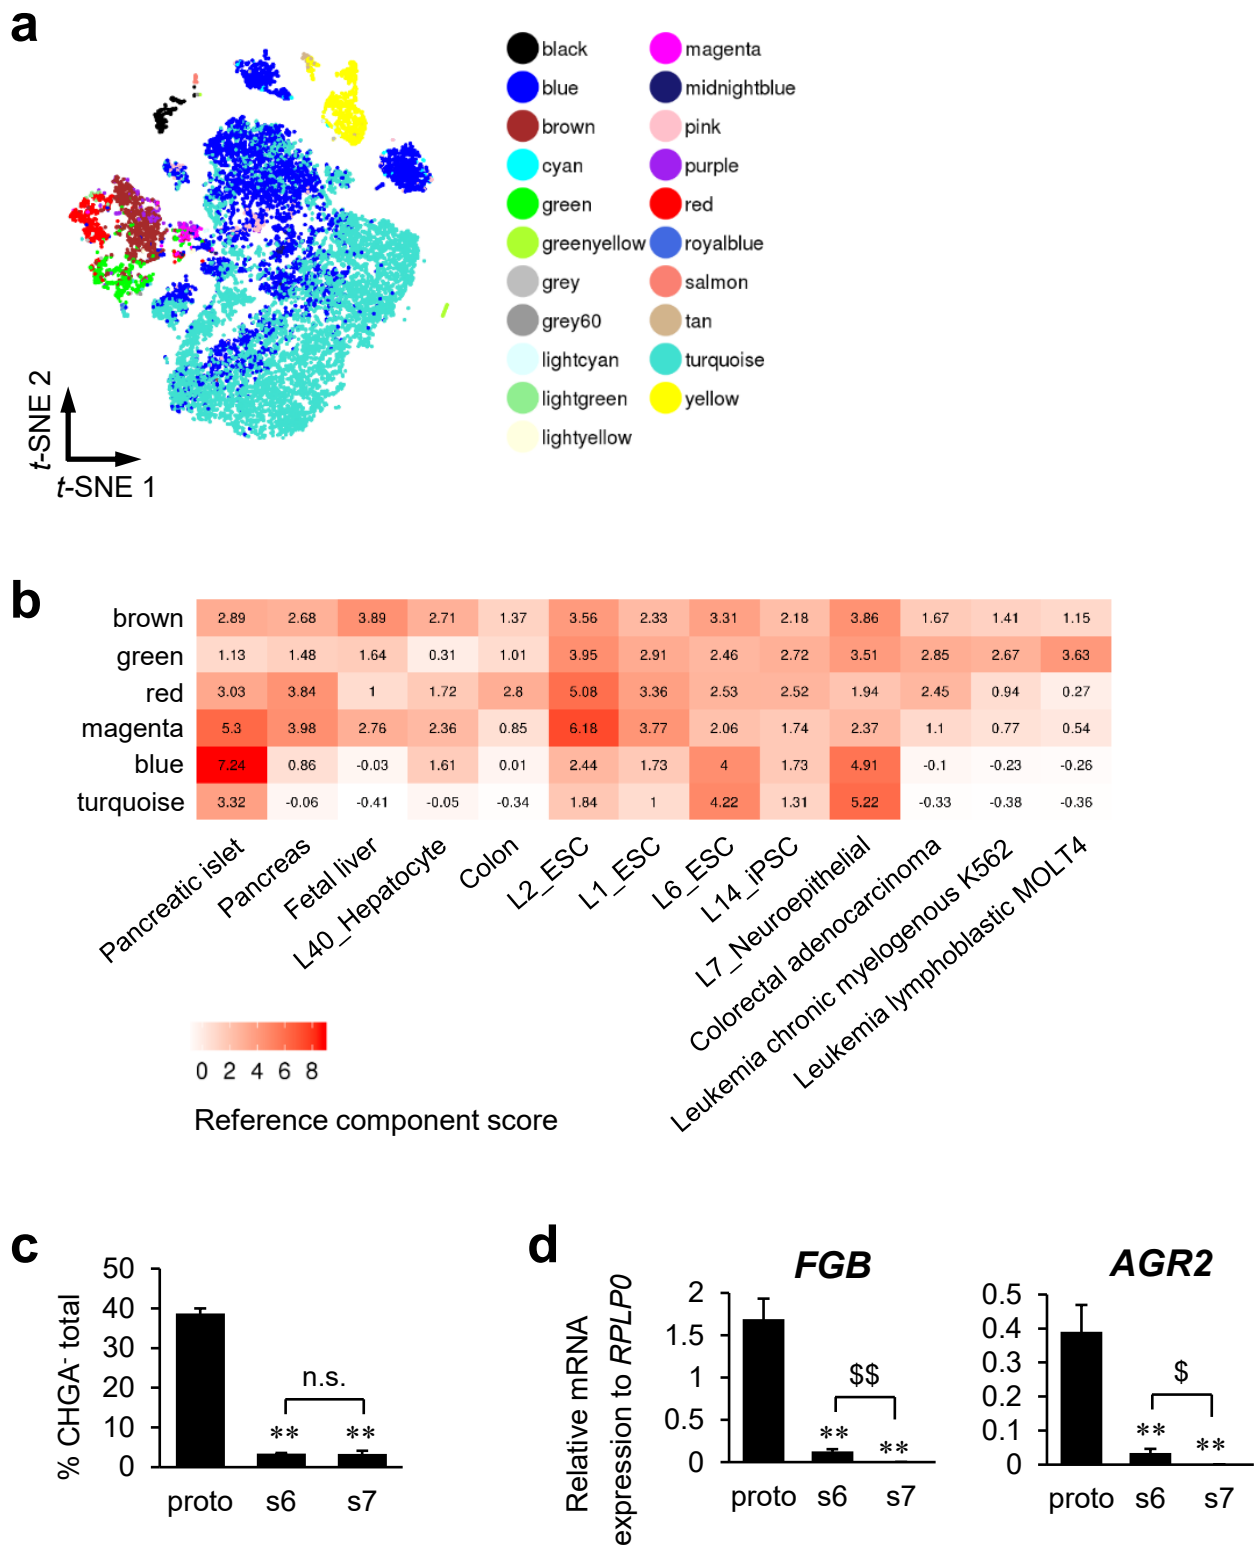 a
black
blue
brown
cyan
green
greenyellow
grey
grey60
lightcyan
lightgreen
lightyellow
magenta
midnightblue
pink
purple
red
royalblue
salmon
tan
turquoise
yellow
t-SNE 2
t-SNE 1
b
brown 2.89 2.68 3.89 2.71 1.37 3.56 2.33 3.31 2.18 3.86 1.67 1.41 1.15
green 1.13 1.48 1.64 0.31 1.01 3.95 2.91 2.46 2.72 3.51 2.85 2.67 3.63
red 3.03 3.84 1 1.72 2.8 5.08 3.36 2.53 2.52 1.94 2.45 0.94 0.27
magenta 5.3 3.98 2.76 2.36 0.85 6.18 3.77 2.06 1.74 2.37 1.1 0.77 0.54
blue 7.24 0.86 -0.03 1.61 0.01 2.44 1.73 4 1.73 4.91 -0.1 -0.23 -0.26
turquoise 3.32 -0.06 -0.41 -0.05 -0.34 1.84 1 4.22 1.31 5.22 -0.33 -0.38 -0.36
Pancreatic islet
Pancreas
Fetal liver
L40_Hepatocyte
Colon
L2_ESC
L1_ESC
L6_ESC
L14_iPSC
L7_Neuroepithelial
Colorectal adenocarcinoma
Leukemia chronic myelogenous K562
Leukemia lymphoblastic MOLT4
0 2 4 6 8
Reference component score
c
% CHGA- total
50
40
30
20
10
0
n.s.
** **
proto s6 s7
d
Relative mRNA
expression to RPLP0
FGB
2
1.5
1
0.5
0
$$
** **
proto s6 s7
AGR2
0.5
0.4
0.3
0.2
0.1
0
$
** **
proto s6 s7